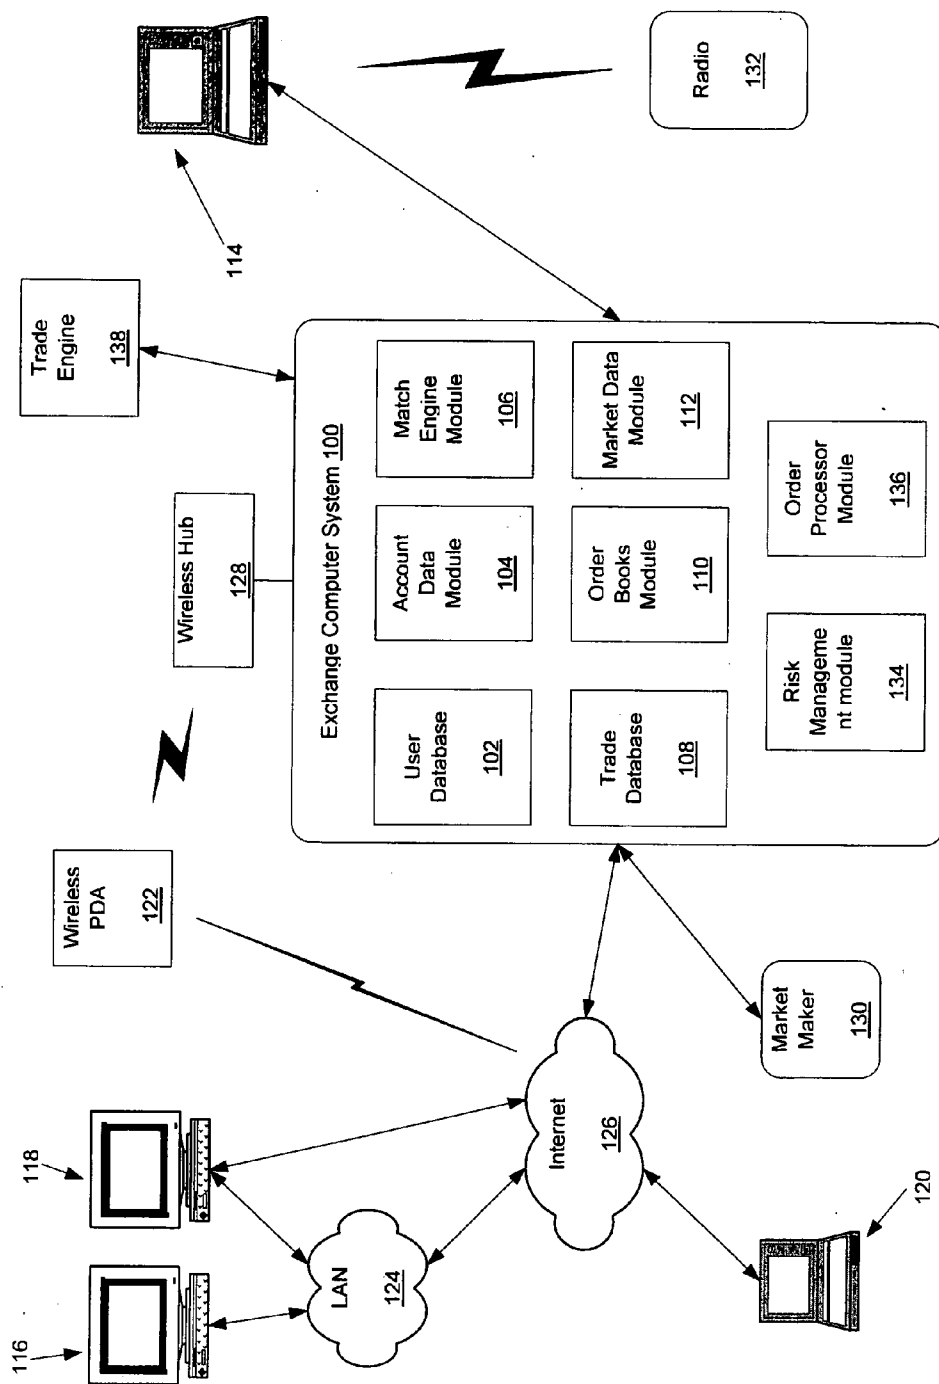 116
118
Wireless
PDA
122
Wireless Hub
128
Trade
Engine
138
114
LAN
124
Internet
126
120
Market
Maker
130
Exchange Computer System 100
User
Database
102
Account
Data
Module
104
Match
Engine
Module
106
Trade
Database
108
Order
Books
Module
110
Market Data
Module
112
Risk
Manageme
nt module
134
Order
Processor
Module
136
Radio
132